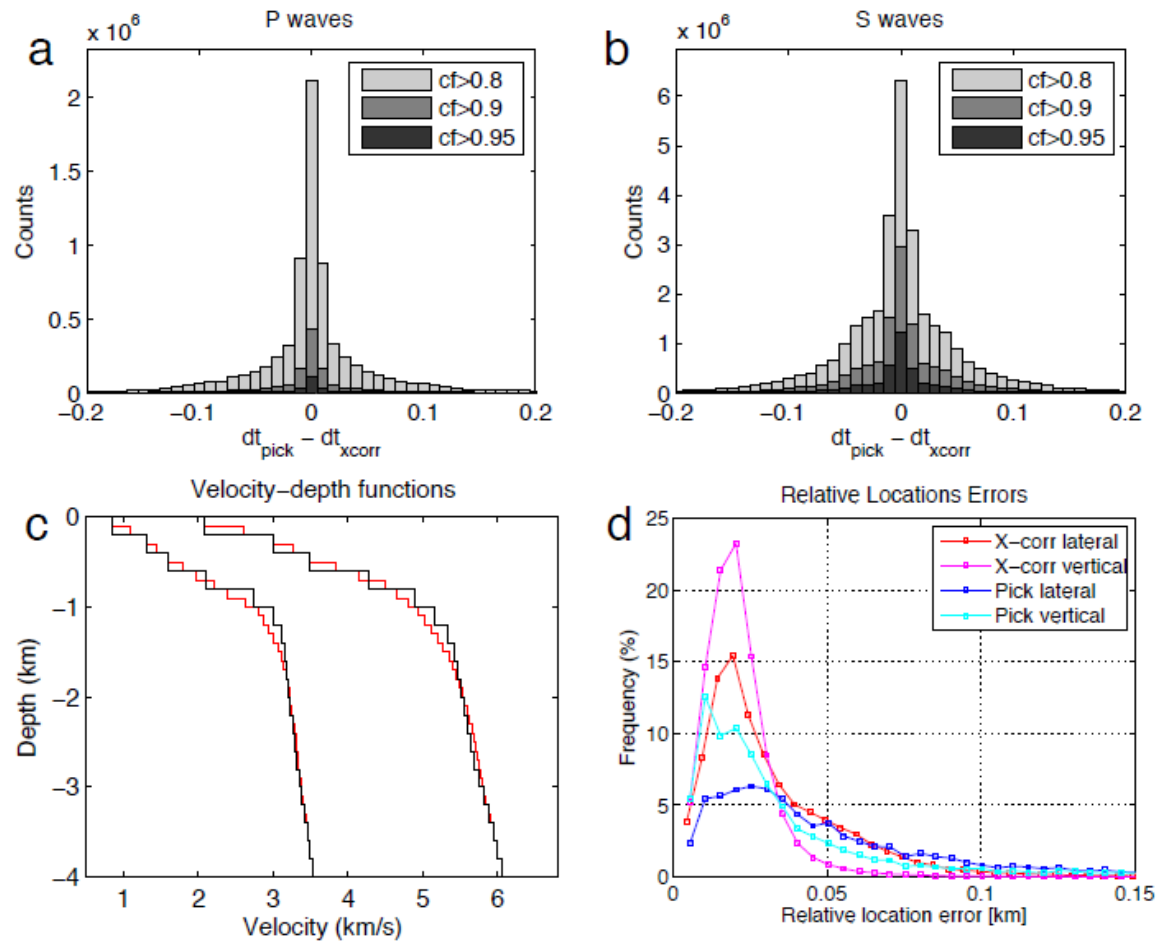 a
× 10⁶
P waves
cf>0.8
cf>0.9
cf>0.95
2
1.5
1
0.5
0
Counts
−0.2 −0.1 0 0.1 0.2
dt_pick − dt_xcorr
b
× 10⁶
S waves
cf>0.8
cf>0.9
cf>0.95
6
5
4
3
2
1
0
Counts
−0.2 −0.1 0 0.1 0.2
dt_pick − dt_xcorr
c
Velocity−depth functions
0
−1
−2
−3
−4
Depth (km)
1 2 3 4 5 6
Velocity (km/s)
d
Relative Locations Errors
X−corr lateral
X−corr vertical
Pick lateral
Pick vertical
25
20
15
10
5
0
Frequency (%)
0 0.05 0.1 0.15
Relative location error [km]